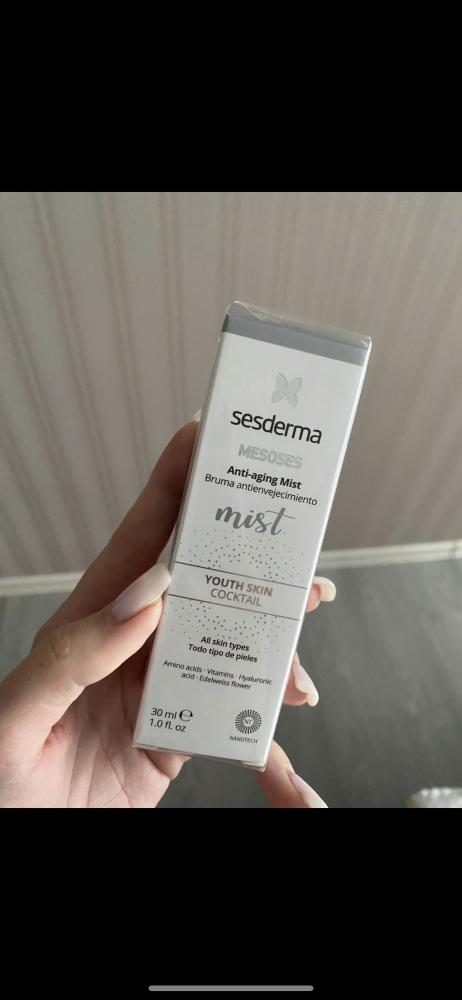 sesderma
MESOSES
Anti-aging Mist
Bruma antienvejecimiento
mist
YOUTH SKIN
COCKTAIL
All skin types
Todo tipo de pieles
Amino acids · Vitamins · Hyaluronic
acid · Edelweiss flower
30 ml ℮
1.0 fl. oz
NT
NANOTECH